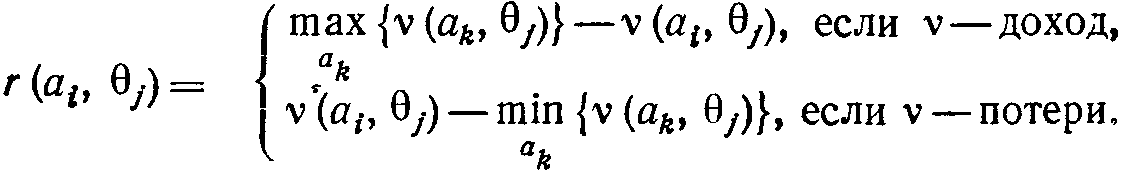 r (a_i, θ_j) = { max_{a_k} {v (a_k, θ_j)} — v (a_i, θ_j), если v — доход,
v (a_i, θ_j) — min_{a_k} {v (a_k, θ_j)}, если v — потери.